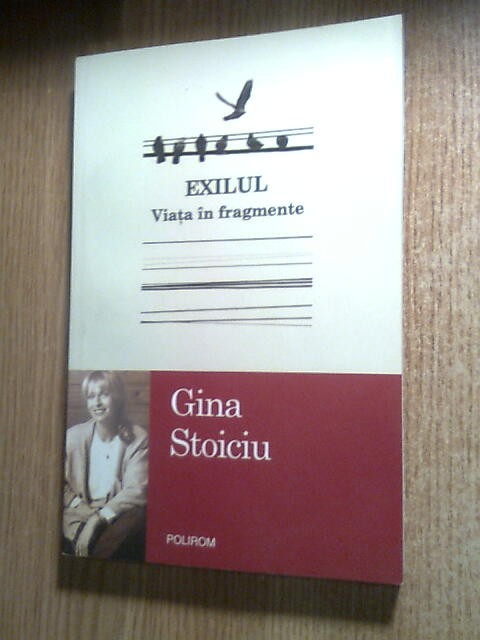 EXILUL
Viața în fragmente
Gina
Stoiciu
POLIROM